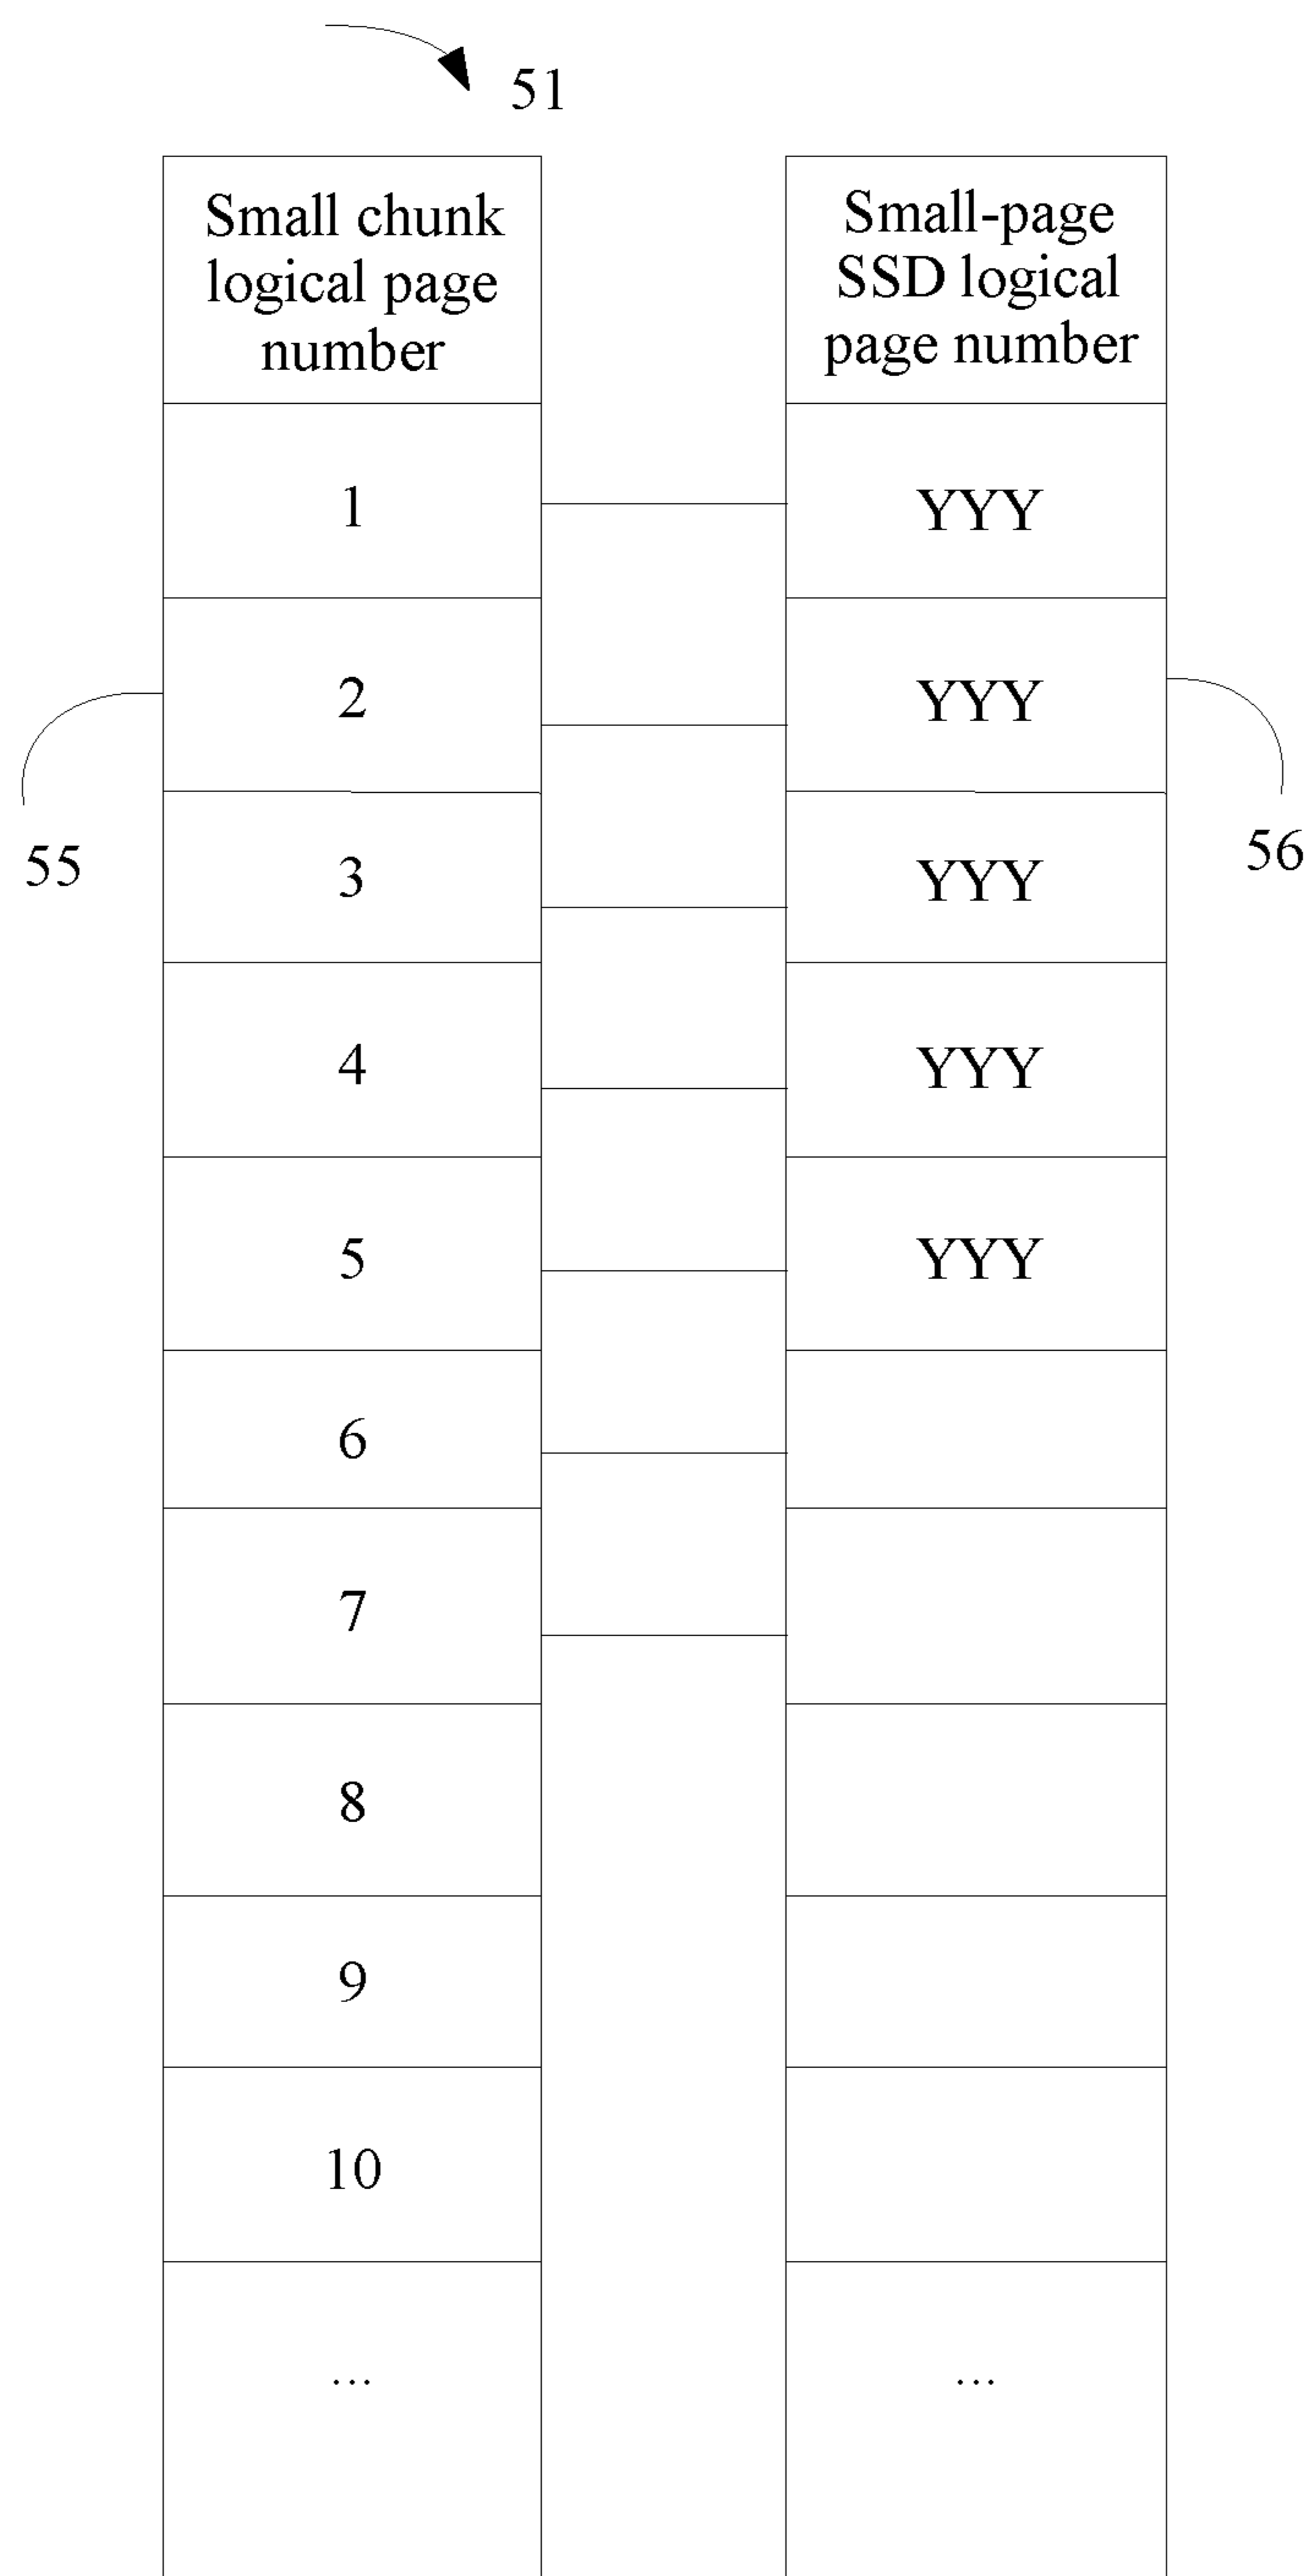 51
Small chunk
logical page
number
Small-page
SSD logical
page number
1
YYY
2
YYY
55
56
3
YYY
4
YYY
5
YYY
6
7
8
9
10
...
...